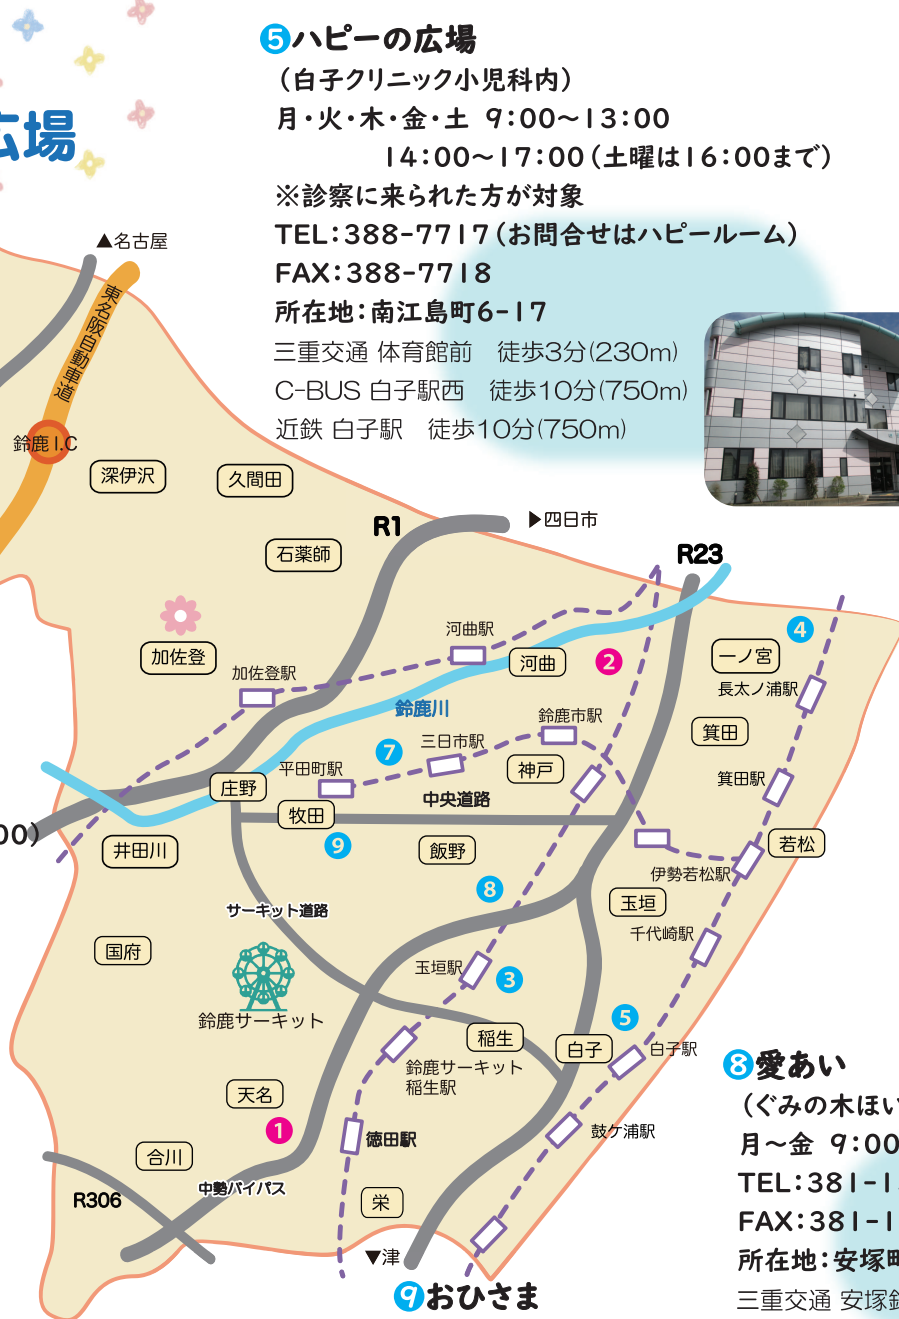 広場
⑤ハピーの広場
（白子クリニック小児科内）
月・火・木・金・土 9：00～13：00
14：00～17：00（土曜は16：00まで）
※診察に来られた方が対象
TEL：388-7717（お問合せはハピールーム）
FAX：388-7718
所在地：南江島町6-17
三重交通 体育館前　徒歩3分(230m)
C-BUS 白子駅西　徒歩10分(750m)
近鉄 白子駅　徒歩10分(750m)
▲名古屋
東名阪自動車道
鈴鹿I.C
深伊沢
久間田
R1
▶四日市
石薬師
R23
加佐登
加佐登駅
河曲駅
河曲
2
4
一ノ宮
長太ノ浦駅
鈴鹿川
鈴鹿市駅
箕田
7
三日市駅
平田町駅
神戸
箕田駅
庄野
牧田
中央道路
00）
井田川
9
飯野
若松
伊勢若松駅
8
玉垣
サーキット道路
千代崎駅
国府
玉垣駅
3
鈴鹿サーキット
5
稲生
白子
白子駅
鈴鹿サーキット
稲生駅
天名
1
徳田駅
鼓ケ浦駅
合川
R306
中勢バイパス
栄
▼津
⑧愛あい
（ぐみの木ほい
月～金 9：00
TEL：381-1
FAX：381-1
所在地：安塚町
三重交通 安塚
⑨おひさま